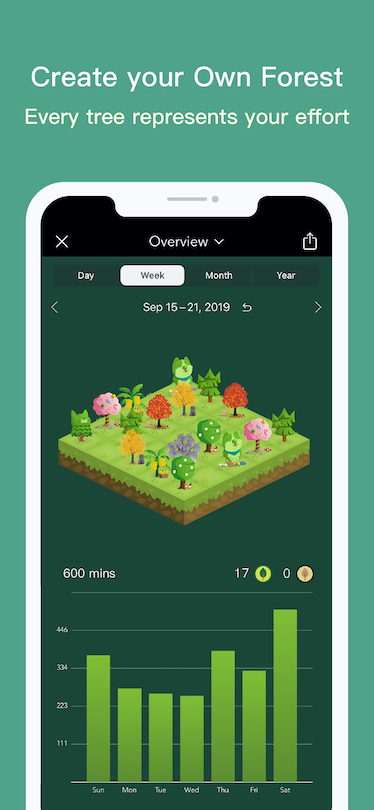 Create your Own Forest
Every tree represents your effort
Overview
Day Week Month Year
Sep 15–21, 2019
600 mins 17 0
446
334
223
111
Sun Mon Tue Wed Thu Fri Sat